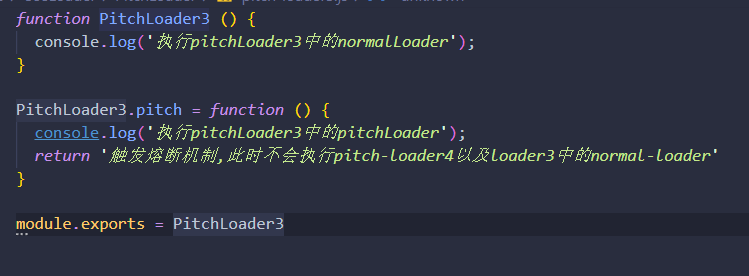 function PitchLoader3 () {
  console.log('执行pitchLoader3中的normalLoader');
}
PitchLoader3.pitch = function () {
  console.log('执行pitchLoader3中的pitchLoader');
  return '触发熔断机制,此时不会执行pitch-loader4以及loader3中的normal-loader'
}
module.exports = PitchLoader3